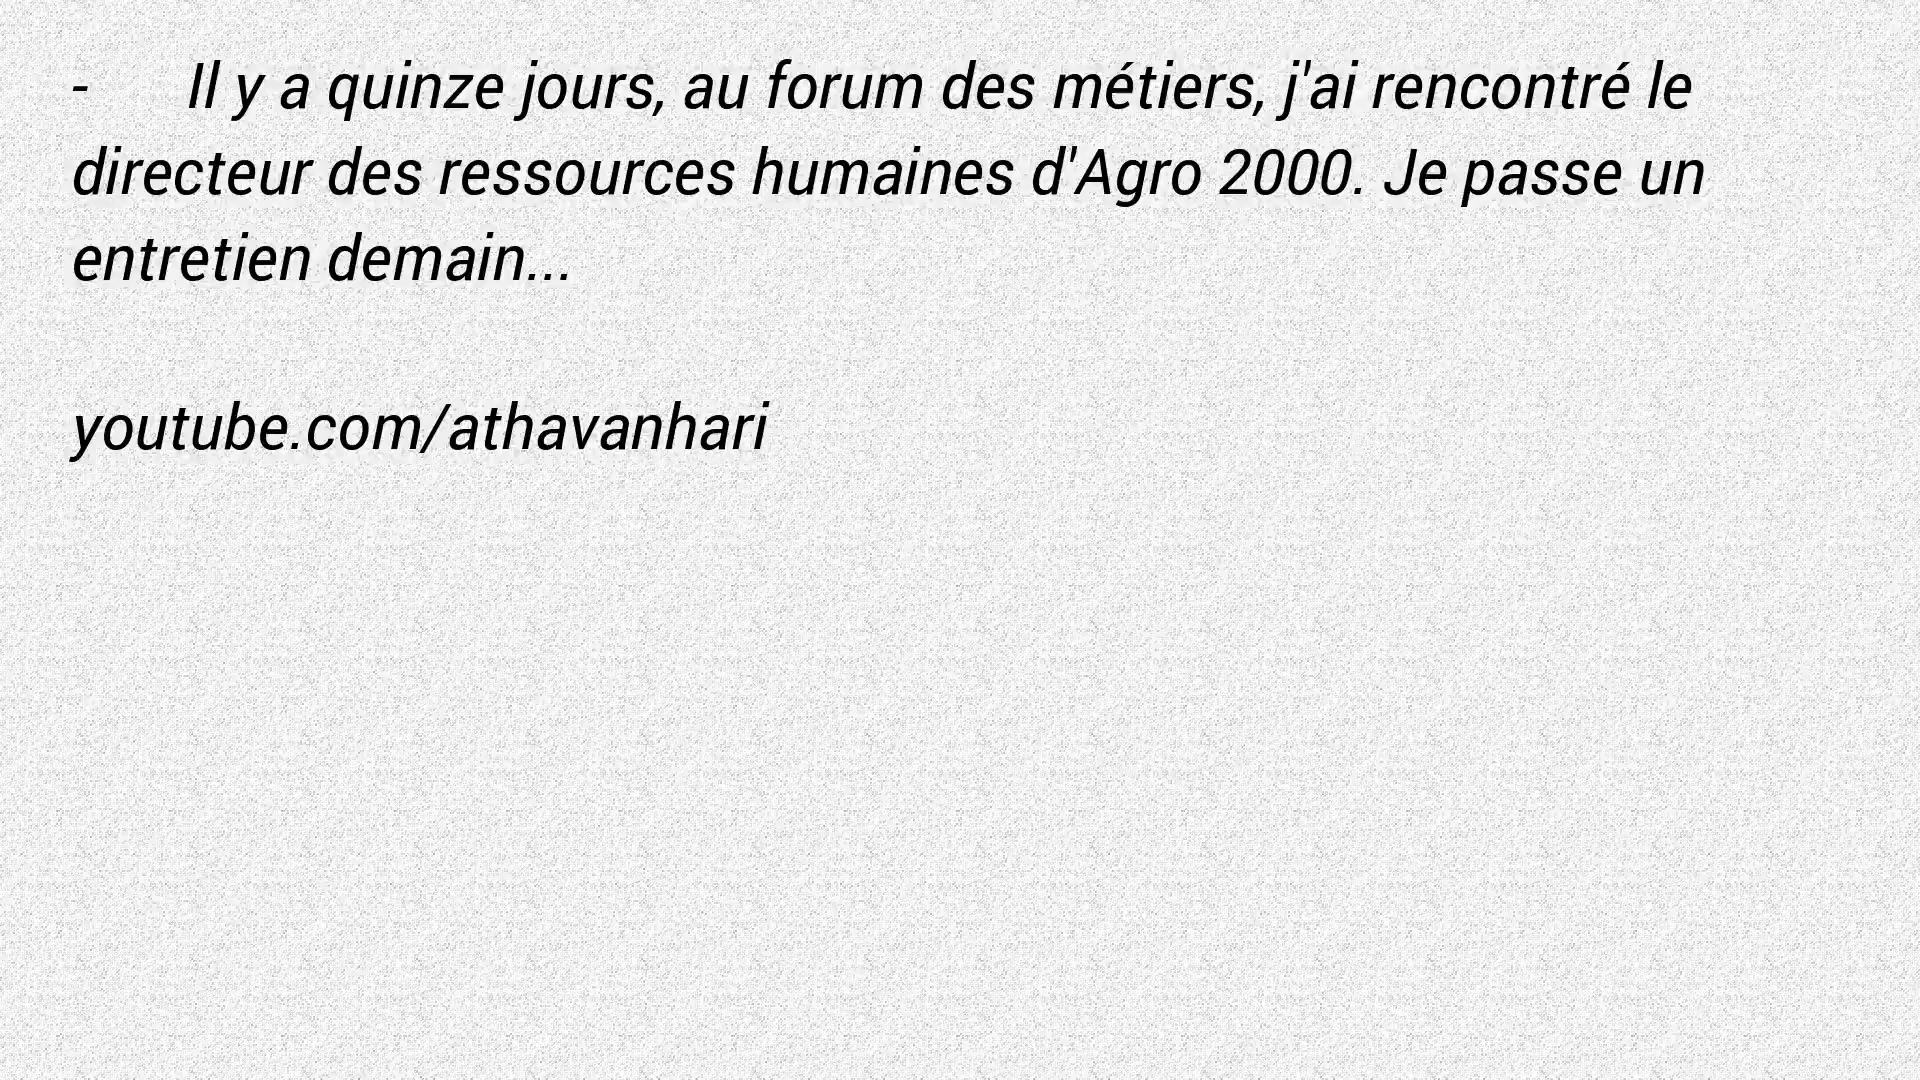 - Il y a quinze jours, au forum des métiers, j'ai rencontré le
directeur des ressources humaines d'Agro 2000. Je passe un
entretien demain...
youtube.com/athavanhari